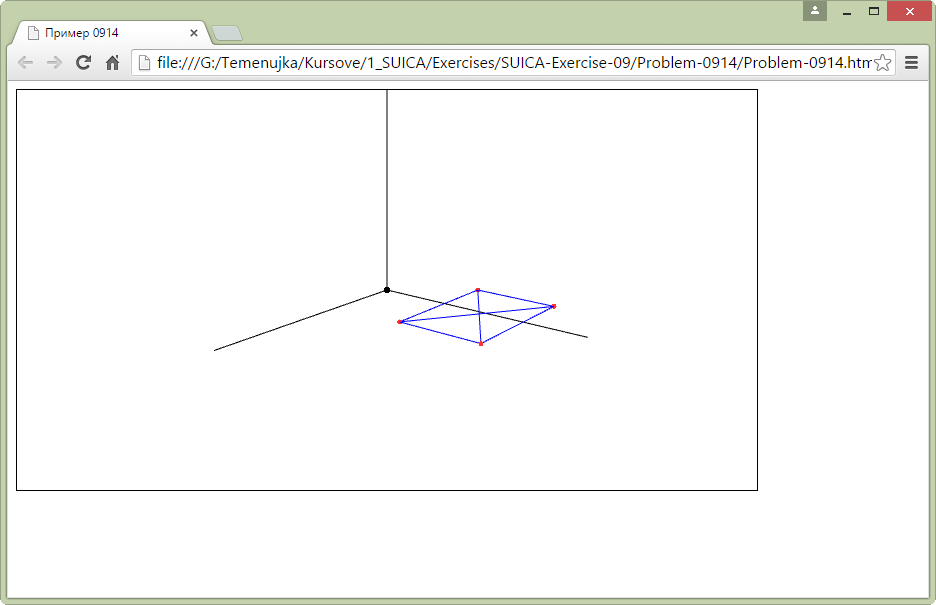 Пример 0914
file:///G:/Temenujka/Kursove/1_SUICA/Exercises/SUICA-Exercise-09/Problem-0914/Problem-0914.htm